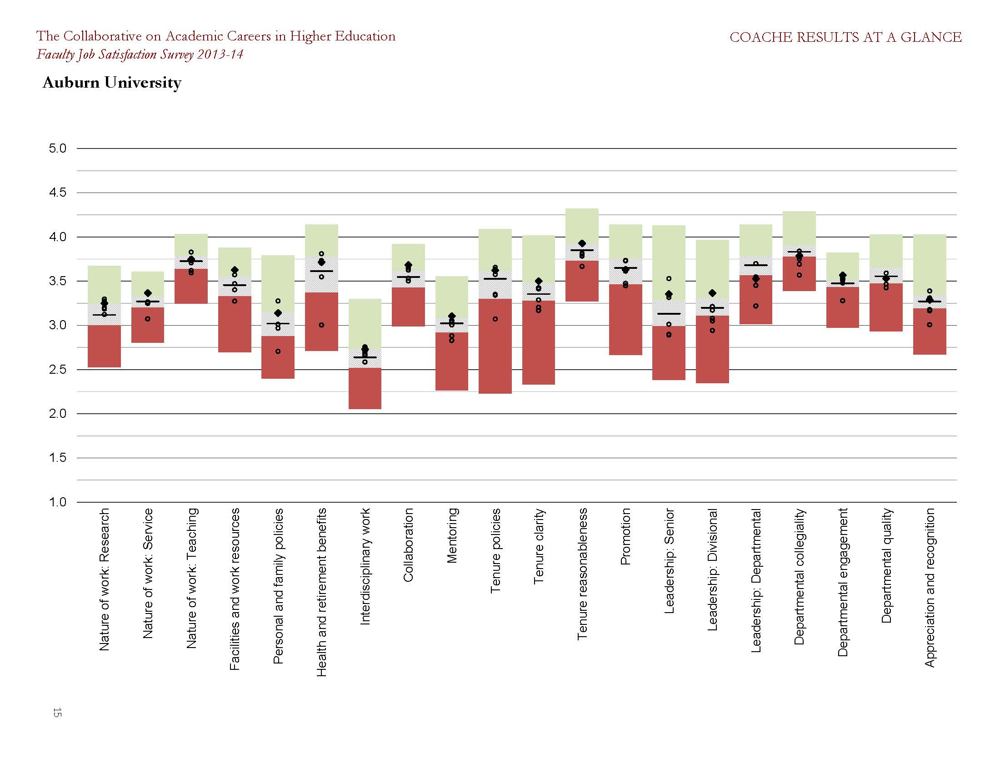 The Collaborative on Academic Careers in Higher Education
COACHE RESULTS AT A GLANCE
Faculty Job Satisfaction Survey 2013-14
Auburn University
5.0
4.5
4.0
3.5
3.0
2.5
2.0
1.5
1.0
Nature of work: Research
Nature of work: Service
Nature of work: Teaching
Facilities and work resources
Personal and family policies
Health and retirement benefits
Interdisciplinary work
Collaboration
Mentoring
Tenure policies
Tenure clarity
Tenure reasonableness
Promotion
Leadership: Senior
Leadership: Divisional
Leadership: Departmental
Departmental collegiality
Departmental engagement
Departmental quality
Appreciation and recognition
15